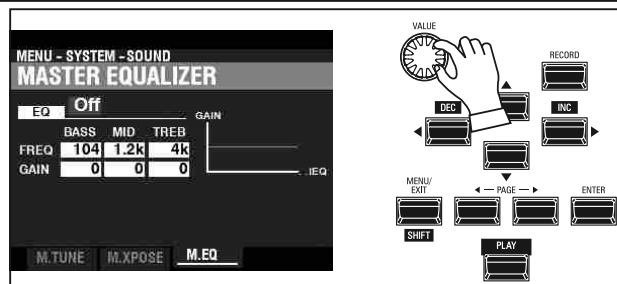 MENU - SYSTEM - SOUND
MASTER EQUALIZER
EQ Off
GAIN
BASS MID TREB
FREQ 104 1.2k 4k
GAIN 0 0 0
M.TUNE M.XPOSE M.EQ
VALUE
RECORD
DEC INC
MENU/
EXIT
PAGE
ENTER
SHIFT
PLAY